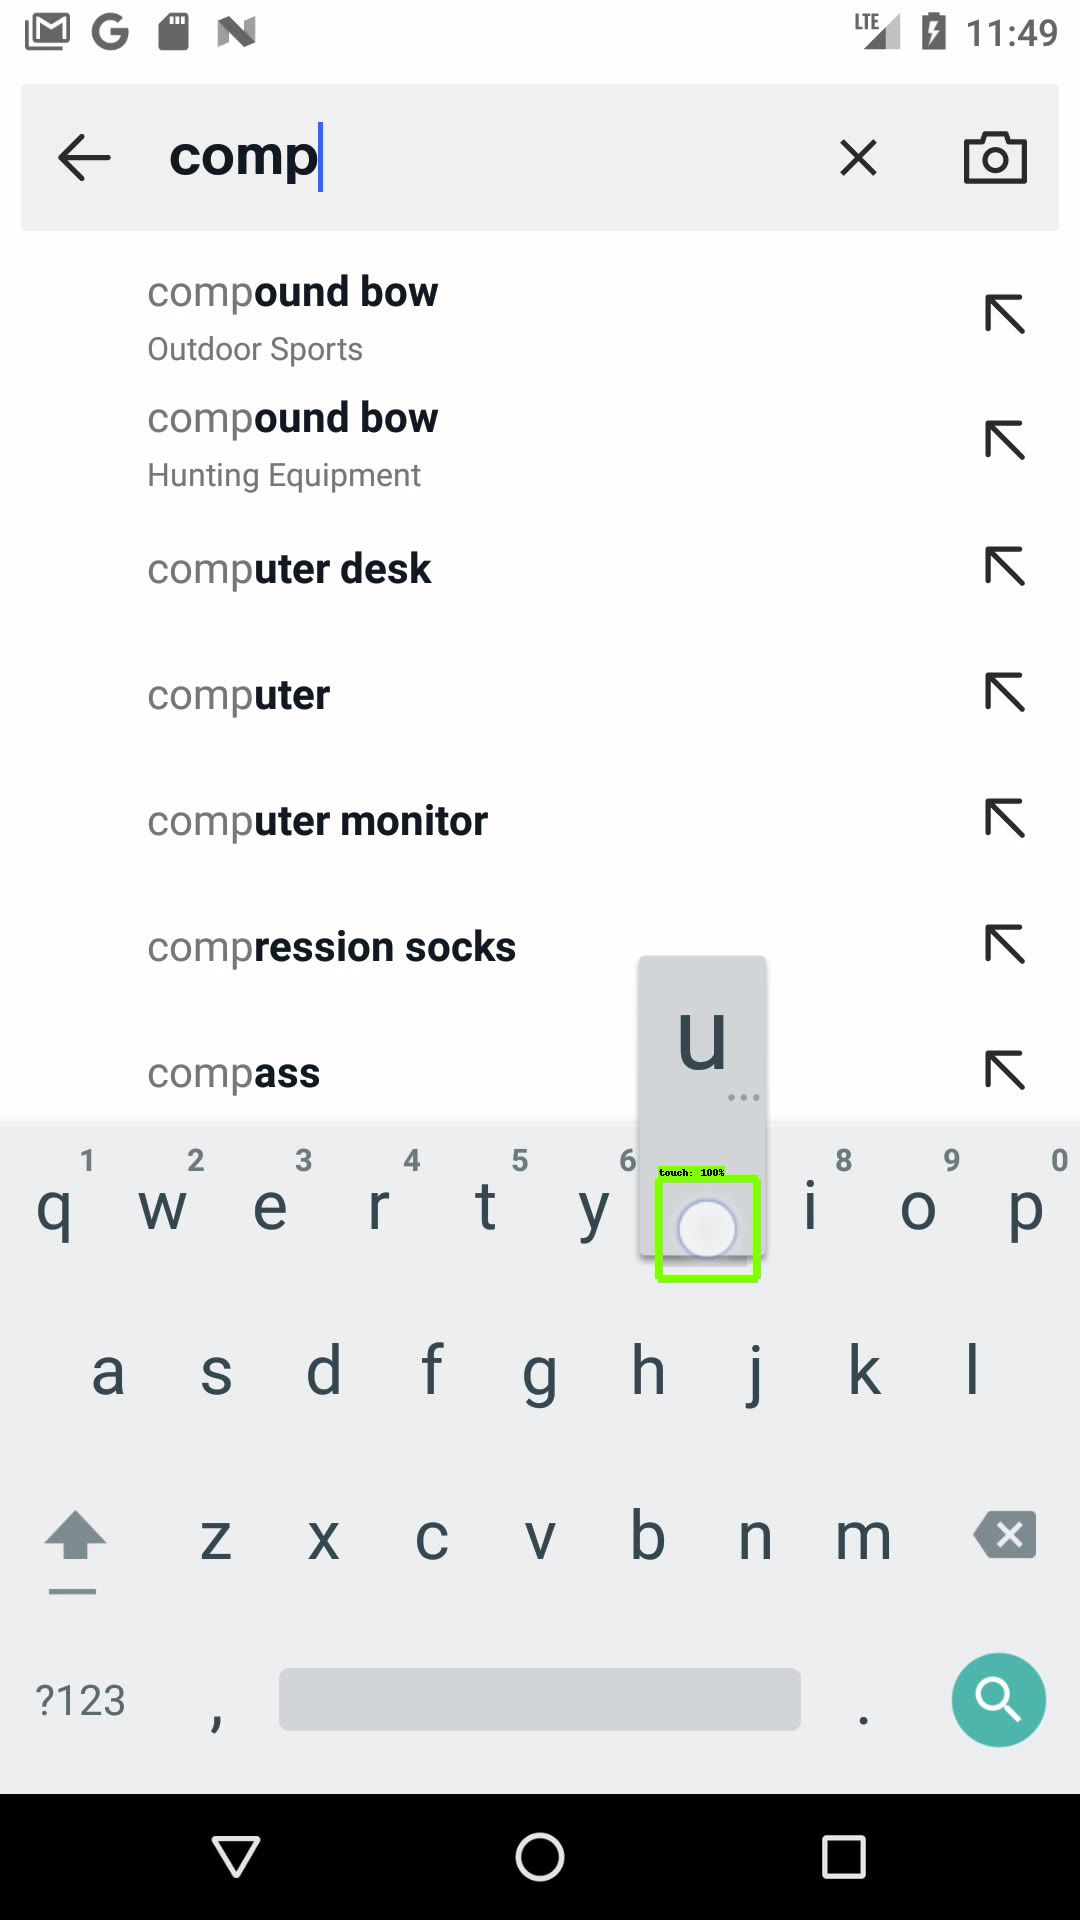 LTE 11:49
comp
compound bow
Outdoor Sports
compound bow
Hunting Equipment
computer desk
computer
computer monitor
compression socks
compass
u
...
1 2 3 4 5 6 8 9 0
touch: 100%
q w e r t y i o p
a s d f g h j k l
z x c v b n m
?123 , .